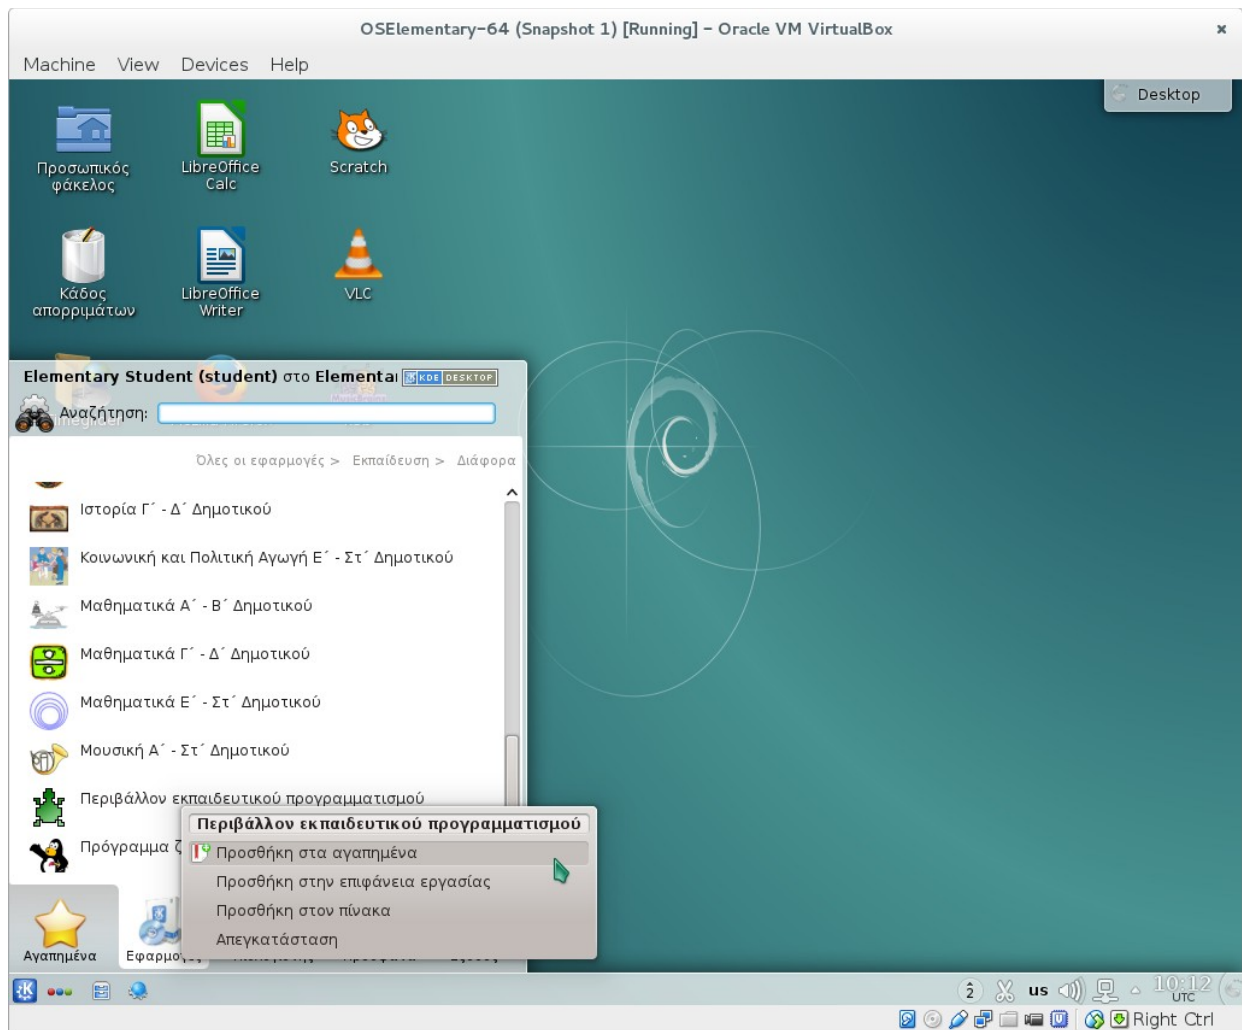 OSElementary-64 (Snapshot 1) [Running] - Oracle VM VirtualBox
Machine View Devices Help
Desktop
Προσωπικός
φάκελος
LibreOffice
Calc
Scratch
Κάδος
απορριμάτων
LibreOffice
Writer
VLC
Elementary Student (student) στο Elementar
KDE DESKTOP
Αναζήτηση:
Όλες οι εφαρμογές > Εκπαίδευση > Διάφορα
Ιστορία Γ΄ - Δ΄ Δημοτικού
Κοινωνική και Πολιτική Αγωγή Ε΄ - Στ΄ Δημοτικού
Μαθηματικά Α΄ - Β΄ Δημοτικού
Μαθηματικά Γ΄ - Δ΄ Δημοτικού
Μαθηματικά Ε΄ - Στ΄ Δημοτικού
Μουσική Α΄ - Στ΄ Δημοτικού
Περιβάλλον εκπαιδευτικού προγραμματισμού
Πρόγραμμα
Περιβάλλον εκπαιδευτικού προγραμματισμού
Προσθήκη στα αγαπημένα
Προσθήκη στην επιφάνεια εργασίας
Προσθήκη στον πίνακα
Απεγκατάσταση
Αγαπημένα
Εφαρμογές
2
us
10:12
UTC
Right Ctrl